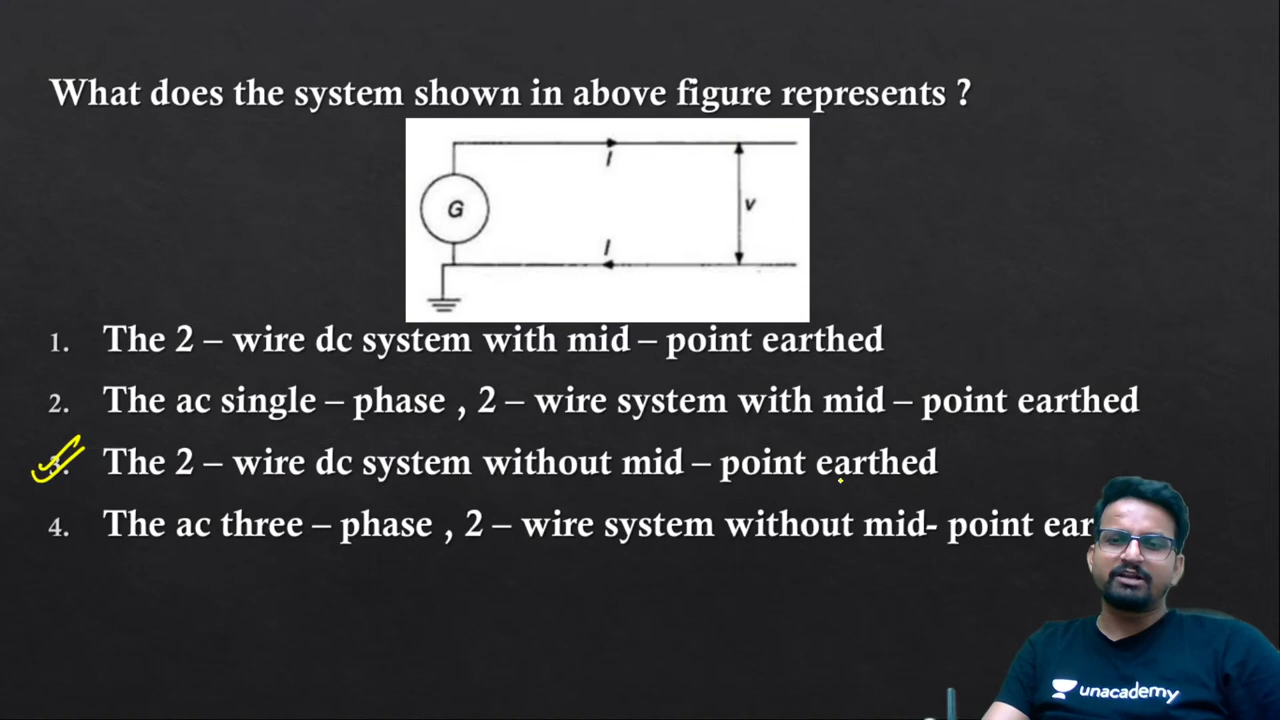 What does the system shown in above figure represents ?
I
G
V
I
1. The 2 – wire dc system with mid – point earthed
2. The ac single – phase , 2 – wire system with mid – point earthed
3. The 2 – wire dc system without mid – point earthed
4. The ac three – phase , 2 – wire system without mid- point ear
unacademy